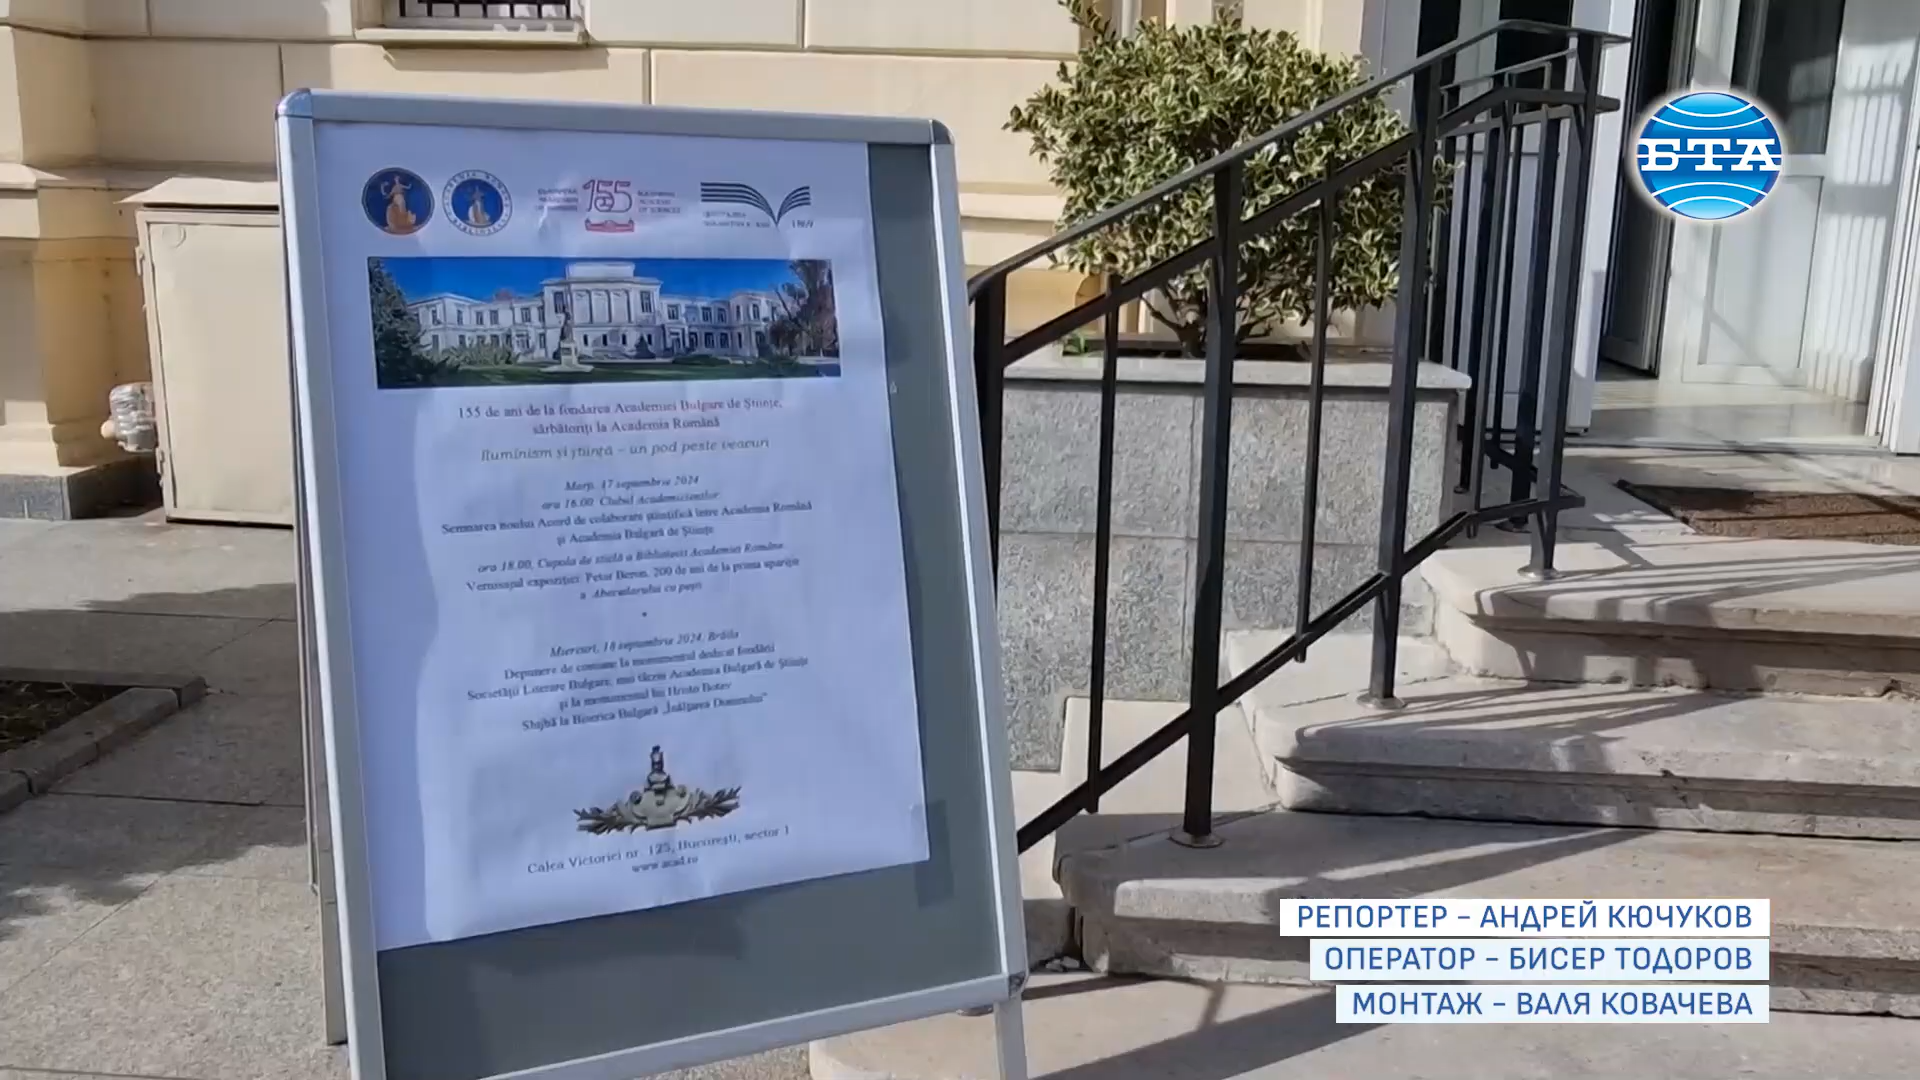 БТА
155
1869
155 de ani de la fondarea Academiei Bulgare de Științe,
sărbătoriți la Academia Română
Iluminism și știință – un pod peste veacuri
Marți, 17 septembrie 2024
ora 16.00, Clubul Academicienilor
Semnarea noului Acord de colaborare științifică între Academia Română
și Academia Bulgară de Științe
ora 18.00, Cupola de sticlă a Bibliotecii Academiei Române
Vernisajul expoziției: Petar Beron, 200 de ani de la prima apariție
a Abecedarului cu pești
*
Miercuri, 18 septembrie 2024, Brăila
Depunere de coroane la monumentul dedicat fondării
Societății Literare Bulgare, mai târziu Academia Bulgară de Științe
și la monumentul lui Hristo Botev
Slujbă la Biserica Bulgară „Înălțarea Domnului”
Calea Victoriei nr. 125, București, sector 1
www.acad.ro
РЕПОРТЕР – АНДРЕЙ КЮЧУКОВ
ОПЕРАТОР – БИСЕР ТОДОРОВ
МОНТАЖ – ВАЛЯ КОВАЧЕВА